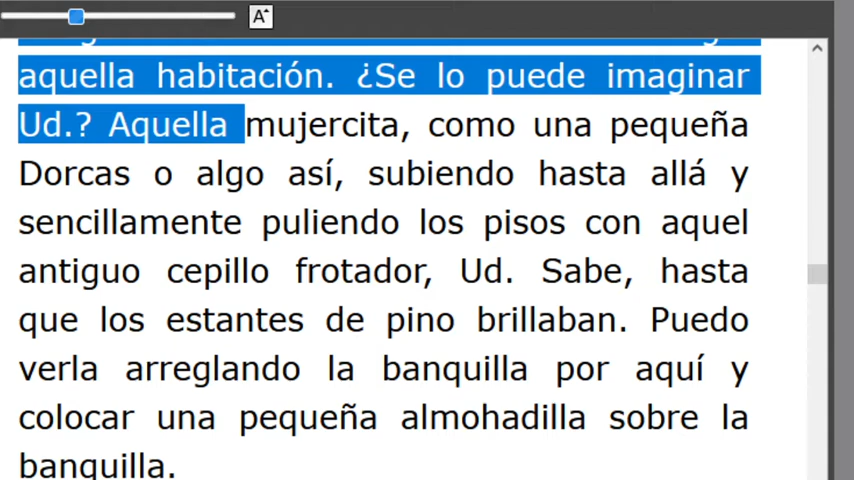 A
aquella habitación. ¿Se lo puede imaginar
Ud.? Aquella mujercita, como una pequeña
Dorcas o algo así, subiendo hasta allá y
sencillamente puliendo los pisos con aquel
antiguo cepillo frotador, Ud. Sabe, hasta
que los estantes de pino brillaban. Puedo
verla arreglando la banquilla por aquí y
colocar una pequeña almohadilla sobre la
banquilla.